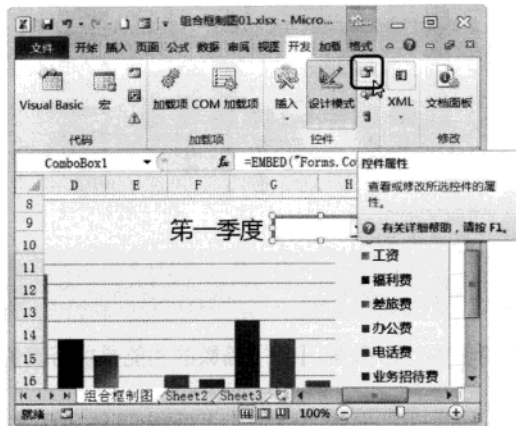 组合框制图01.xlsx - Micro...
文件 开始 插入 页面 公式 数据 审阅 视图 开发 加载 格式
Visual Basic 宏 加载项 COM 加载项 插入 设计模式 XML 文档面板
代码 加载项 控件 修改
ComboBox1 fx =EMBED("Forms.Co
控件属性
查看或修改所选控件的属
性。
有关详细帮助，请按 F1。
D E F G H
8
9
10
11
12
13
14
15
16
第一季度
工资
福利费
差旅费
办公费
电话费
业务招待费
组合框制图 Sheet2 Sheet3
就绪 100%